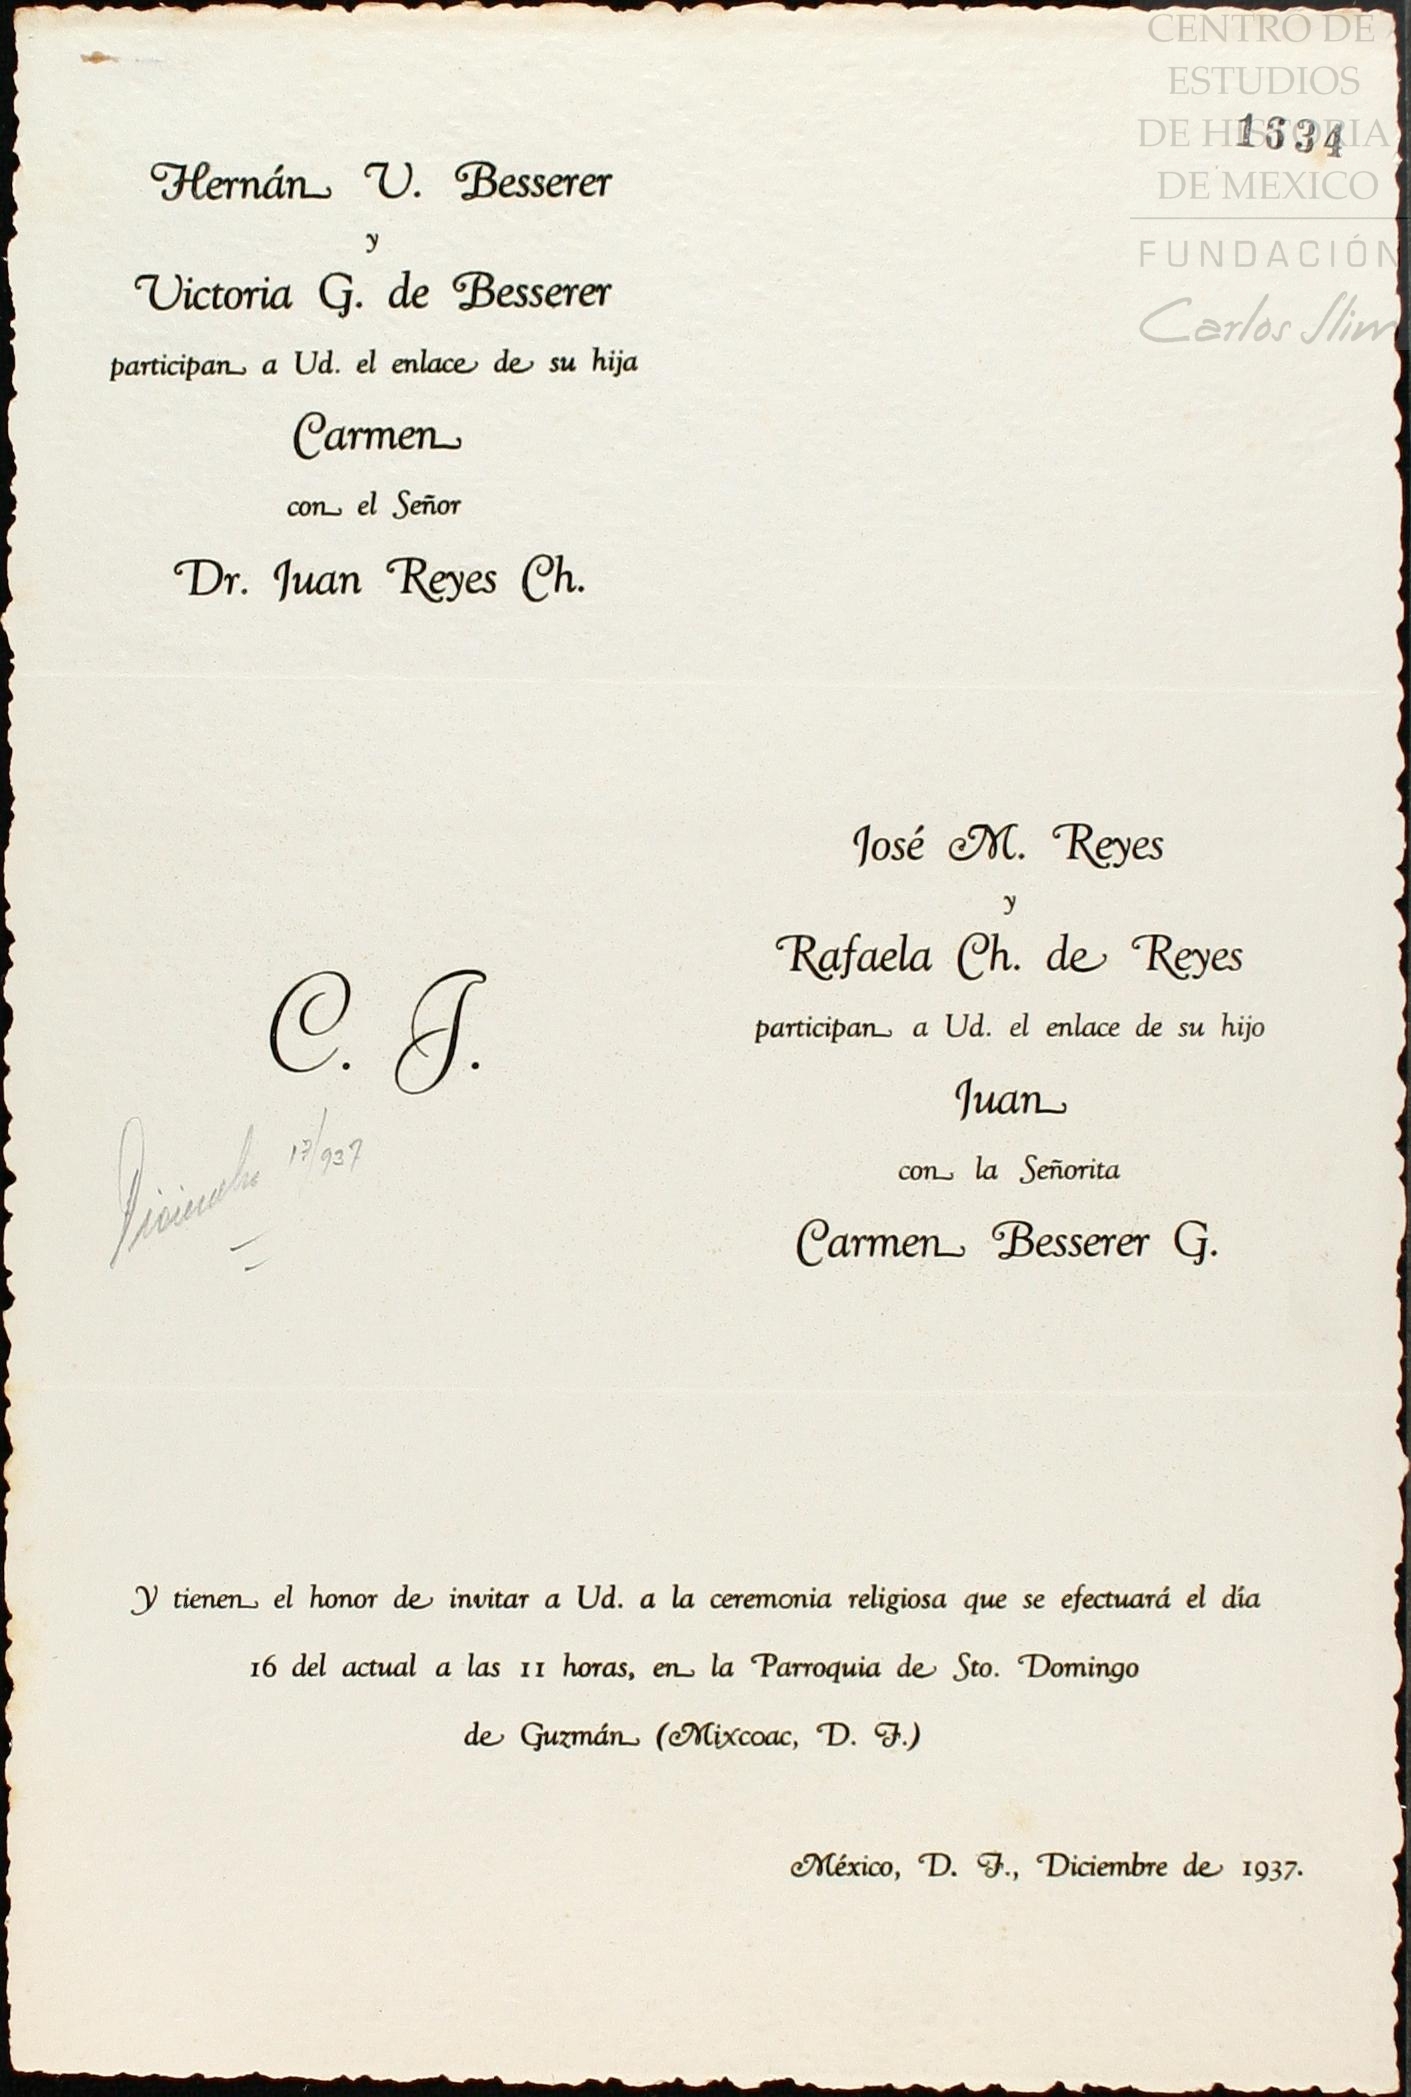 CENTRO DE
ESTUDIOS
DE HISTORIA
DE MEXICO
FUNDACIÓN
Carlos Slim
1634
Hernán V. Besserer
y
Victoria G. de Besserer
participan a Ud. el enlace de su hija
Carmen
con el Señor
Dr. Juan Reyes Ch.
José M. Reyes
y
Rafaela Ch. de Reyes
participan a Ud. el enlace de su hijo
Juan
con la Señorita
Carmen Besserer G.
C. J.
Diciembre 17/937
Y tienen el honor de invitar a Ud. a la ceremonia religiosa que se efectuará el día
16 del actual a las 11 horas, en la Parroquia de Sto. Domingo
de Guzmán (Mixcoac, D. F.)
México, D. F., Diciembre de 1937.